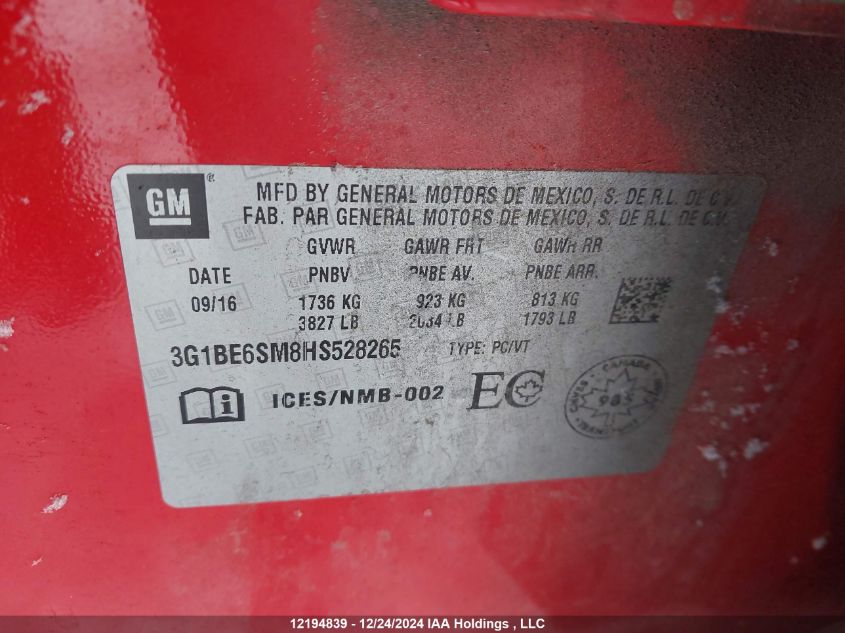 GM ®
MFD BY GENERAL MOTORS DE MEXICO, S. DE R.L. DE C.V.
FAB. PAR GENERAL MOTORS DE MEXICO, S. DE R.L. DE C.V.
GVWR GAWR FRT GAWR RR
DATE PNBV PNBE AV. PNBE ARR.
09/16 1736 KG 923 KG 813 KG
3827 LB 2034 LB 1793 LB
3G1BE6SM8HS528265 TYPE: PC/VT
i ICES/NMB-002 EC
CANADA
12194839 - 12/24/2024 IAA Holdings , LLC